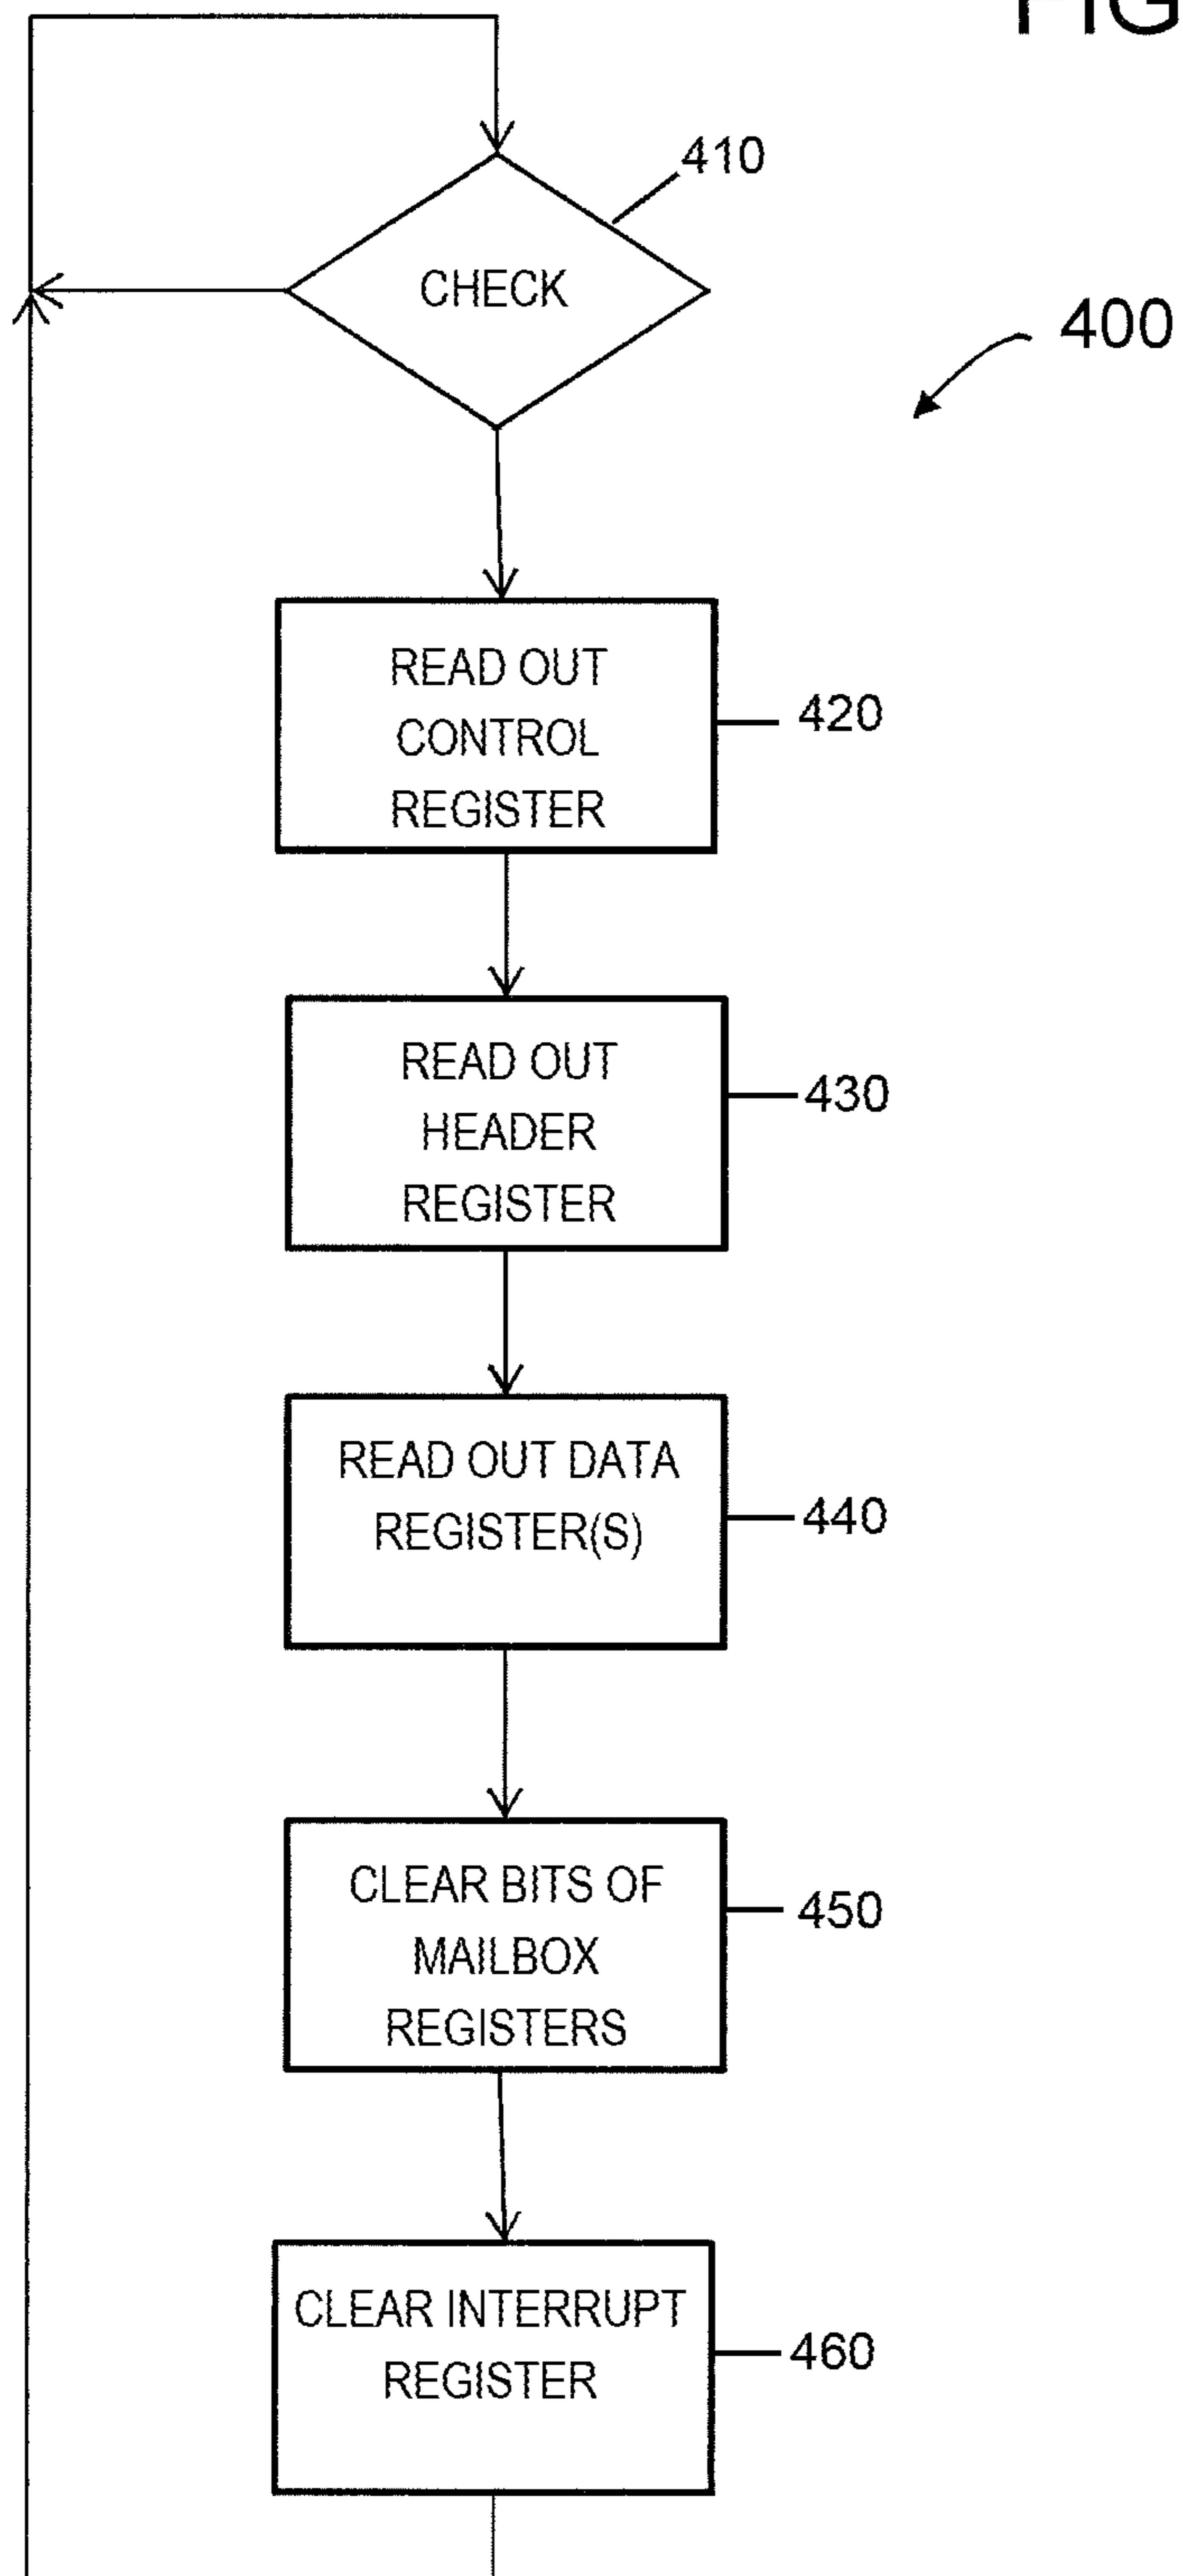 FIG
410
CHECK
400
READ OUT
CONTROL
REGISTER
420
READ OUT
HEADER
REGISTER
430
READ OUT DATA
REGISTER(S)
440
CLEAR BITS OF
MAILBOX
REGISTERS
450
CLEAR INTERRUPT
REGISTER
460